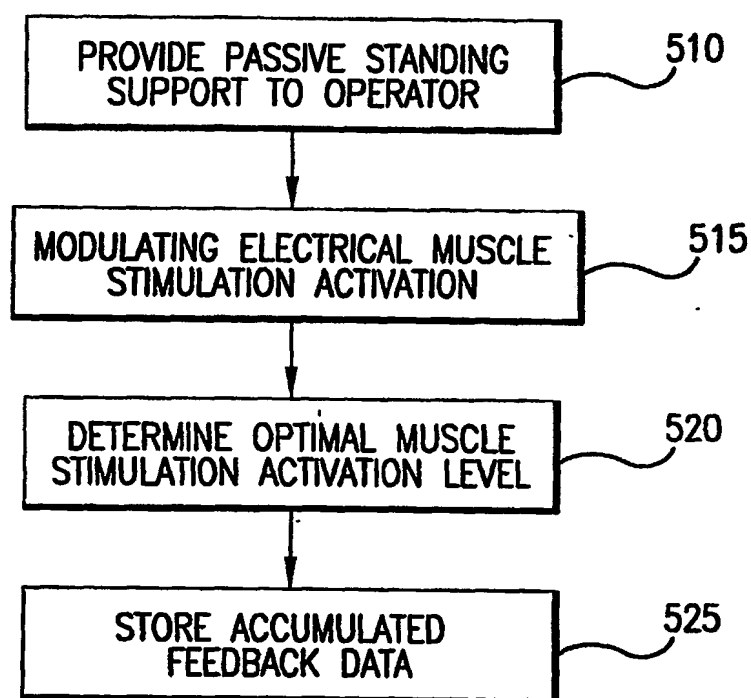 PROVIDE PASSIVE STANDING
SUPPORT TO OPERATOR
510
MODULATING ELECTRICAL MUSCLE
STIMULATION ACTIVATION
515
DETERMINE OPTIMAL MUSCLE
STIMULATION ACTIVATION LEVEL
520
STORE ACCUMULATED
FEEDBACK DATA
525